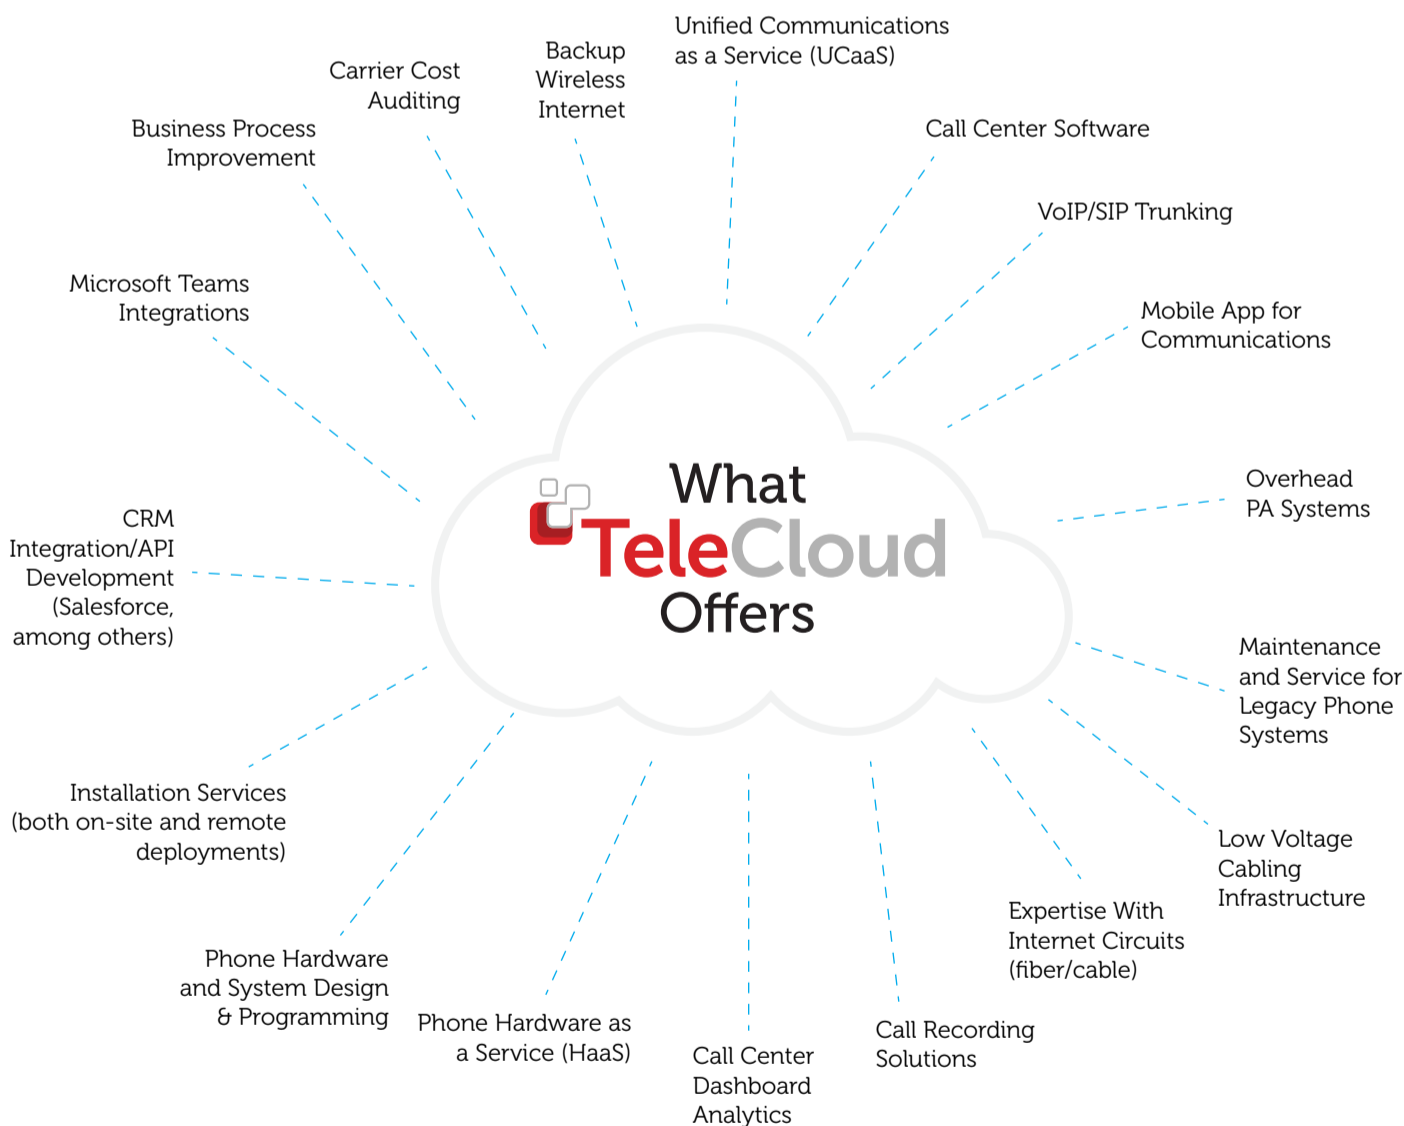 What
TeleCloud
Offers
Unified Communications
as a Service (UCaaS)
Call Center Software
VoIP/SIP Trunking
Mobile App for
Communications
Overhead
PA Systems
Maintenance
and Service for
Legacy Phone
Systems
Low Voltage
Cabling
Infrastructure
Expertise With
Internet Circuits
(fiber/cable)
Call Recording
Solutions
Call Center
Dashboard
Analytics
Phone Hardware as
a Service (HaaS)
Phone Hardware
and System Design
& Programming
Installation Services
(both on-site and remote
deployments)
CRM
Integration/API
Development
(Salesforce,
among others)
Microsoft Teams
Integrations
Business Process
Improvement
Carrier Cost
Auditing
Backup
Wireless
Internet